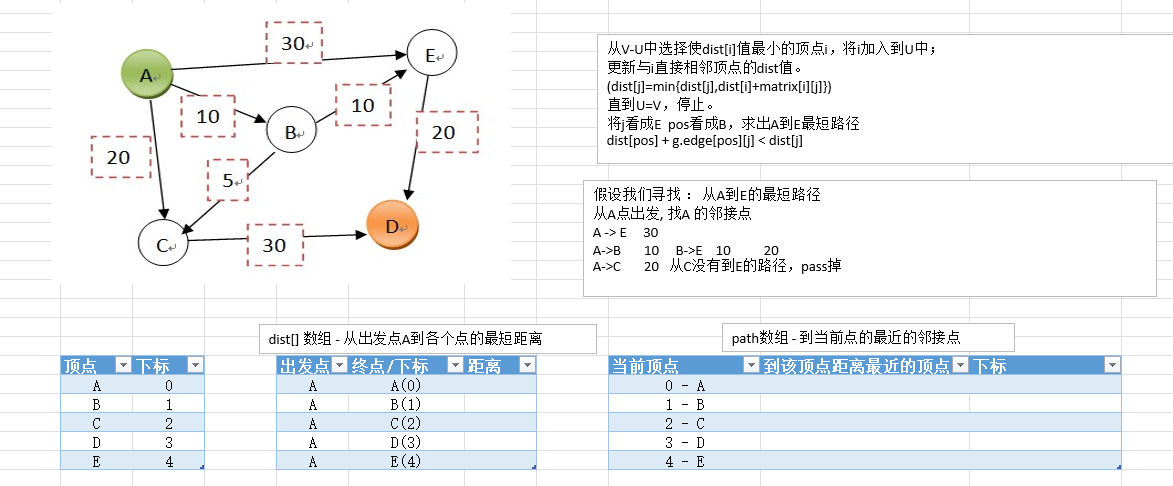 30
E
A
10
10
B
20
20
5
D
C
30
从V-U中选择使dist[i]值最小的顶点i，将i加入到U中；
更新与i直接相邻顶点的dist值。
(dist[j]=min{dist[j],dist[i]+matrix[i][j]})
直到U=V，停止。
将j看成E pos看成B，求出A到E最短路径
dist[pos] + g.edge[pos][j] < dist[j]
假设我们寻找： 从A到E的最短路径
从A点出发, 找A 的邻接点
A -> E 30
A->B 10 B->E 10 20
A->C 20 从C没有到E的路径，pass掉
dist[] 数组 - 从出发点A到各个点的最短距离
path数组 - 到当前点的最近的邻接点
顶点 下标
A 0
B 1
C 2
D 3
E 4
出发点 终点/下标 距离
A A(0)
A B(1)
A C(2)
A D(3)
A E(4)
当前顶点 到该顶点距离最近的顶点 下标
0 - A
1 - B
2 - C
3 - D
4 - E